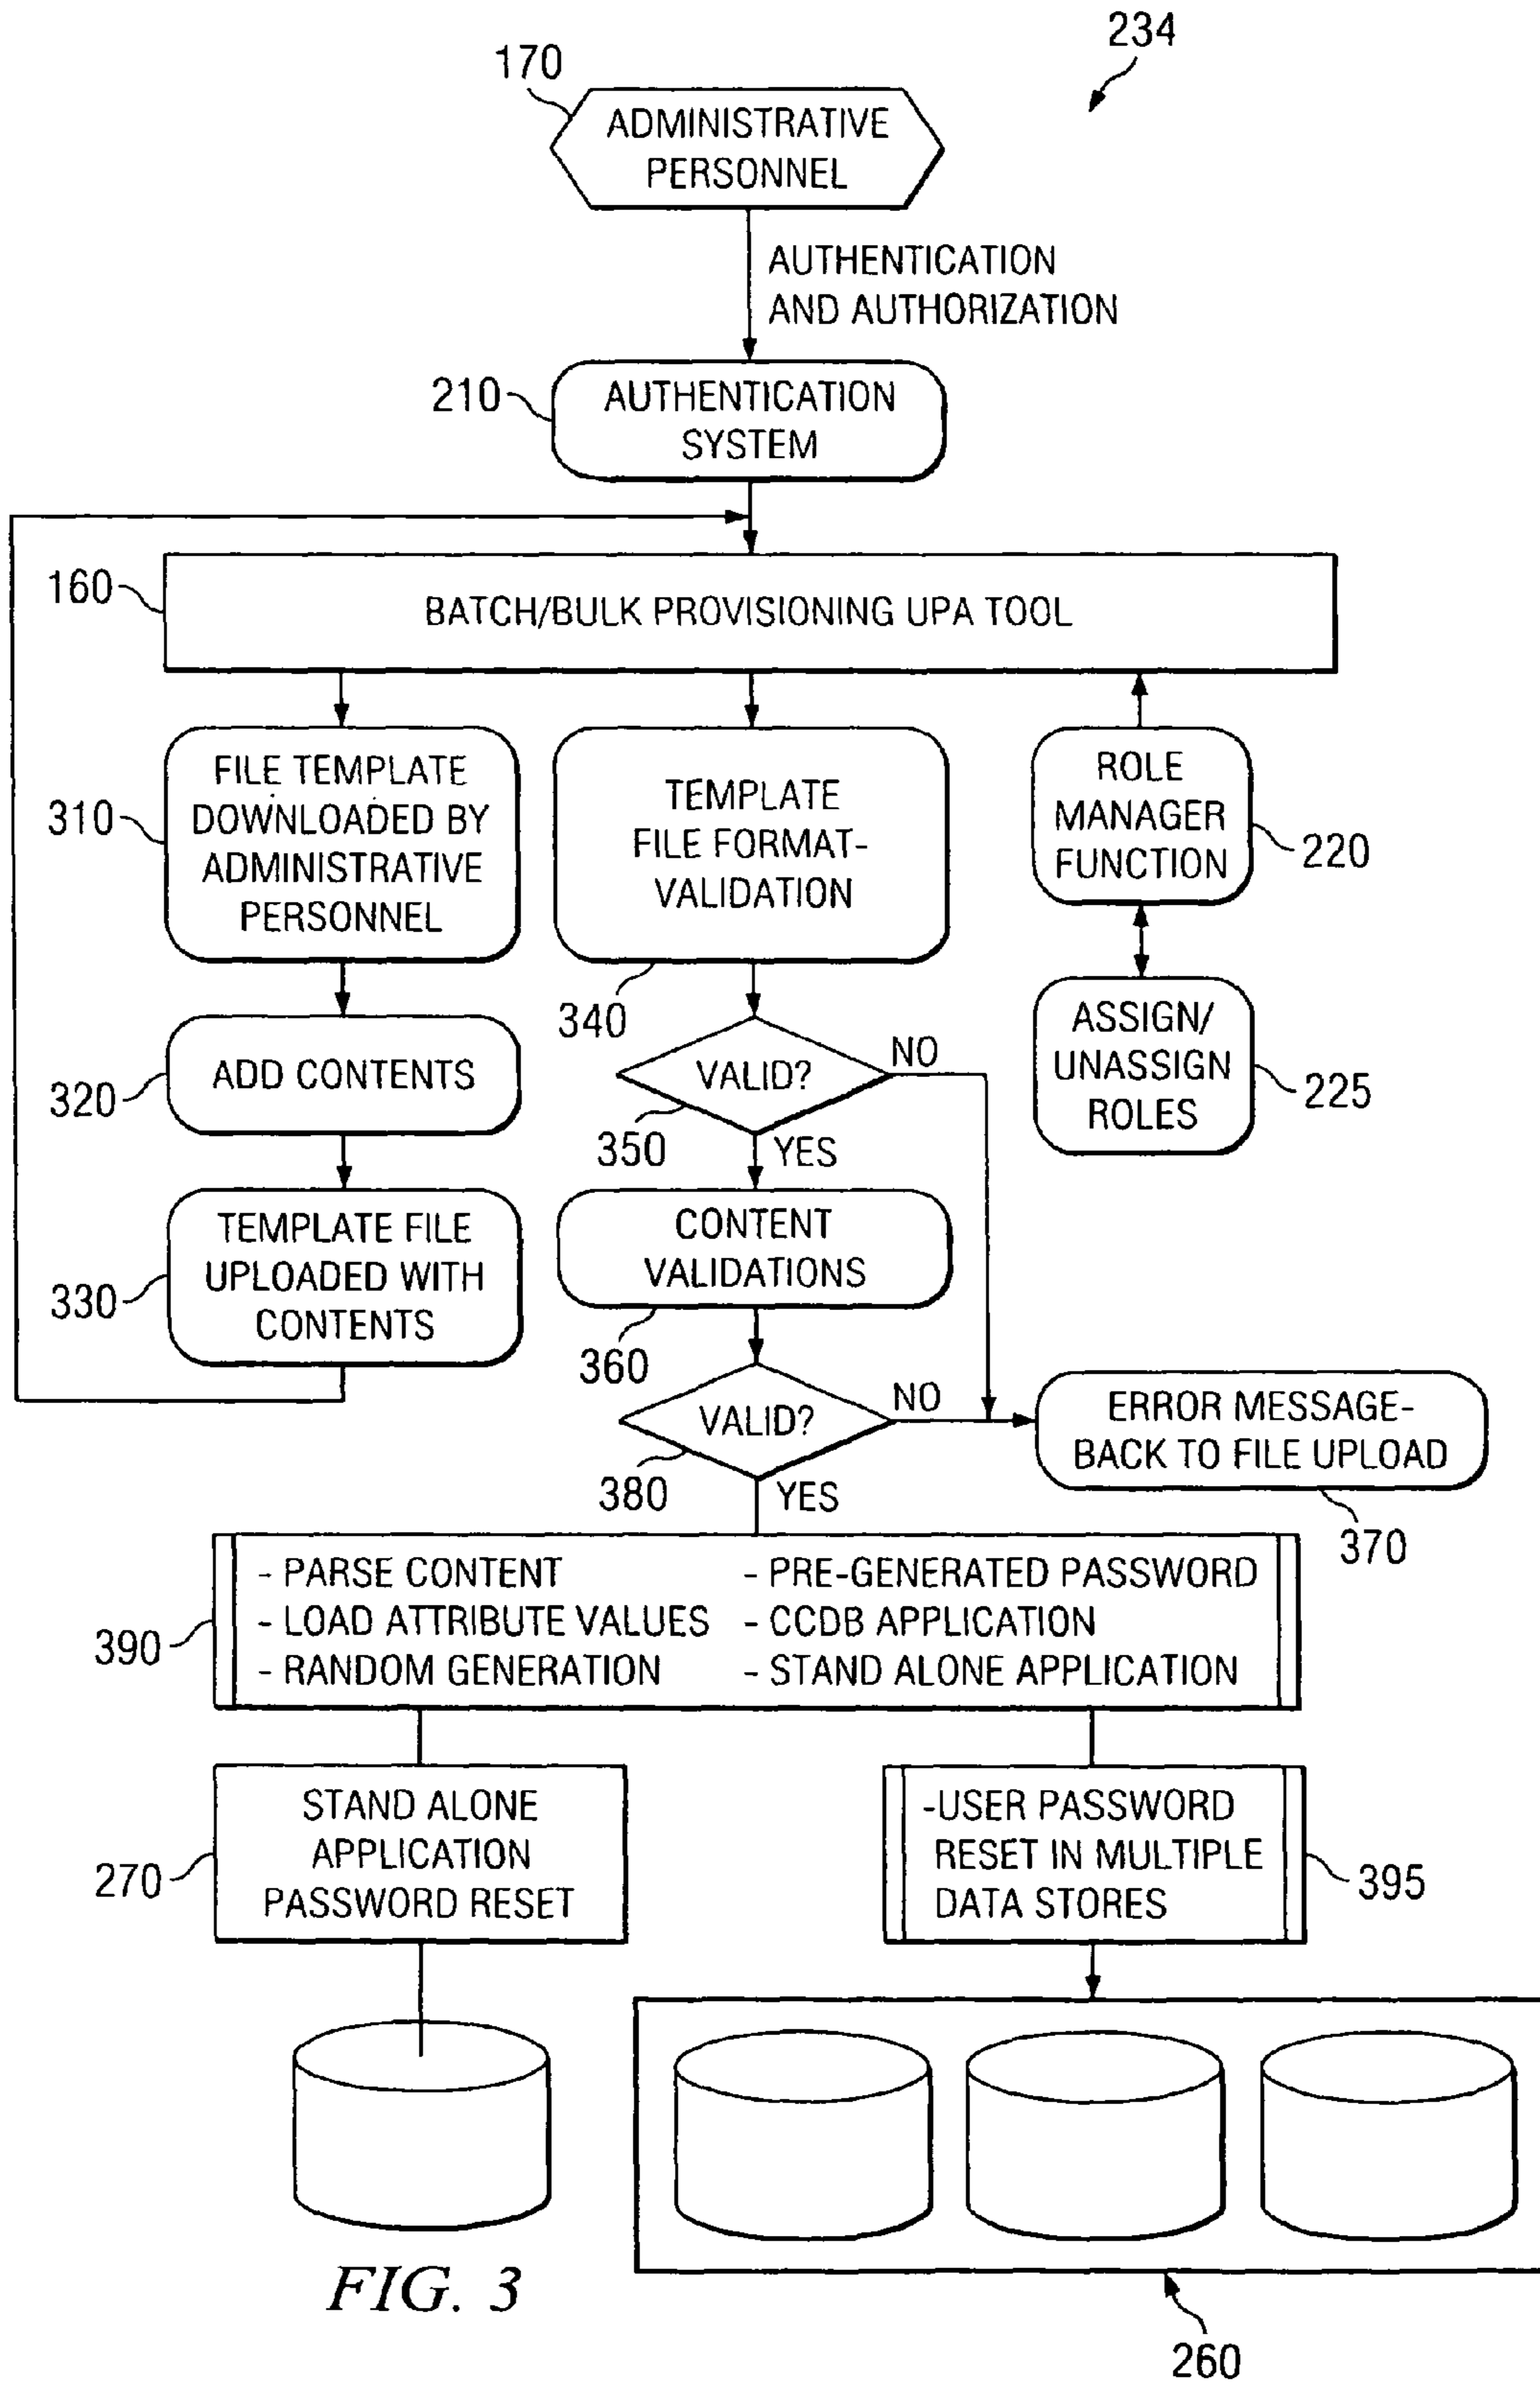 234
170
ADMINISTRATIVE
PERSONNEL
AUTHENTICATION
AND AUTHORIZATION
210
AUTHENTICATION
SYSTEM
160
BATCH/BULK PROVISIONING UPA TOOL
310
FILE TEMPLATE
DOWNLOADED BY
ADMINISTRATIVE
PERSONNEL
TEMPLATE
FILE FORMAT-
VALIDATION
340
ROLE
MANAGER
FUNCTION
220
320
ADD CONTENTS
VALID?
NO
350
YES
ASSIGN/
UNASSIGN
ROLES
225
330
TEMPLATE FILE
UPLOADED WITH
CONTENTS
CONTENT
VALIDATIONS
360
VALID?
NO
380
YES
ERROR MESSAGE-
BACK TO FILE UPLOAD
370
390
- PARSE CONTENT
- LOAD ATTRIBUTE VALUES
- RANDOM GENERATION
- PRE-GENERATED PASSWORD
- CCDB APPLICATION
- STAND ALONE APPLICATION
270
STAND ALONE
APPLICATION
PASSWORD RESET
-USER PASSWORD
RESET IN MULTIPLE
DATA STORES
395
FIG. 3
260